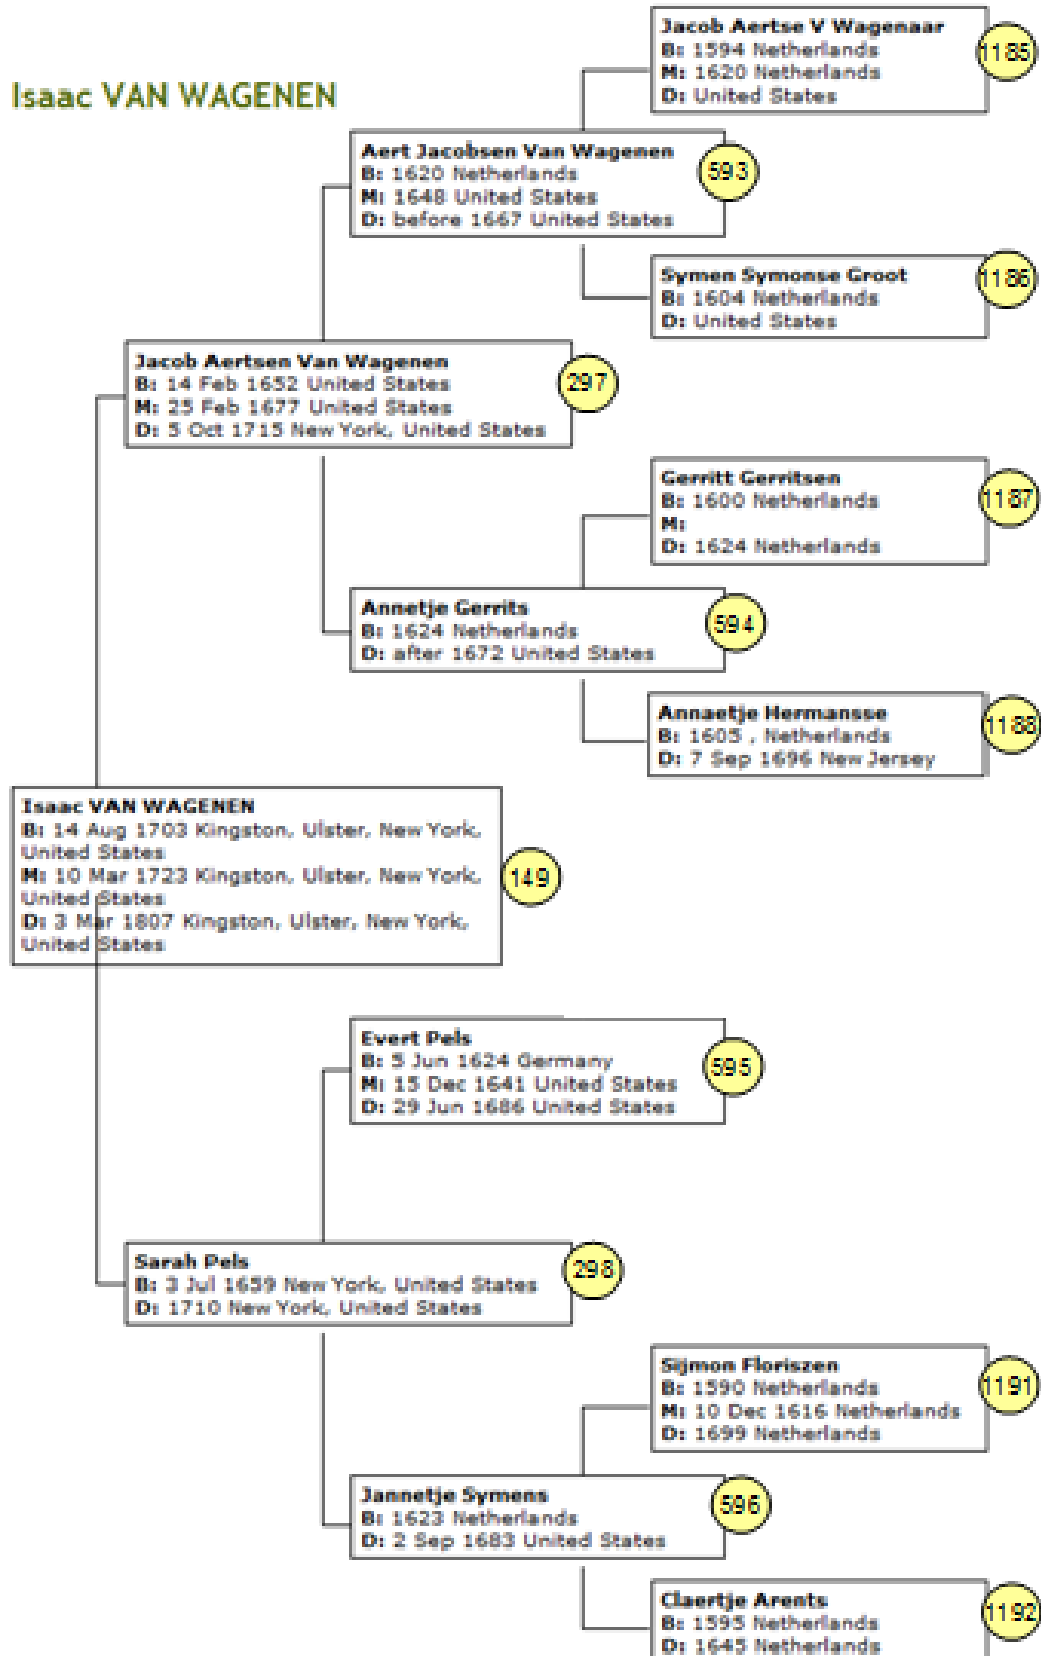 Isaac VAN WAGENEN
Jacob Aertse V Wagenaar
B: 1594 Netherlands
M: 1620 Netherlands
D: United States
1185
Aert Jacobsen Van Wagenen
B: 1620 Netherlands
M: 1648 United States
D: before 1667 United States
593
Symen Symonse Groot
B: 1604 Netherlands
D: United States
1186
Jacob Aertsen Van Wagenen
B: 14 Feb 1652 United States
M: 25 Feb 1677 United States
D: 5 Oct 1715 New York, United States
297
Gerritt Gerritsen
B: 1600 Netherlands
M:
D: 1624 Netherlands
1187
Annetje Gerrits
B: 1624 Netherlands
D: after 1672 United States
594
Annaetje Hermansse
B: 1605 , Netherlands
D: 7 Sep 1696 New Jersey
1188
Isaac VAN WAGENEN
B: 14 Aug 1703 Kingston, Ulster, New York,
United States
M: 10 Mar 1723 Kingston, Ulster, New York,
United States
D: 3 Mar 1807 Kingston, Ulster, New York,
United States
149
Evert Pels
B: 5 Jun 1624 Germany
M: 15 Dec 1641 United States
D: 29 Jun 1686 United States
595
Sarah Pels
B: 3 Jul 1659 New York, United States
D: 1710 New York, United States
298
Sijmon Floriszen
B: 1590 Netherlands
M: 10 Dec 1616 Netherlands
D: 1699 Netherlands
1191
Jannetje Symens
B: 1623 Netherlands
D: 2 Sep 1683 United States
596
Claertje Arents
B: 1595 Netherlands
D: 1645 Netherlands
1192